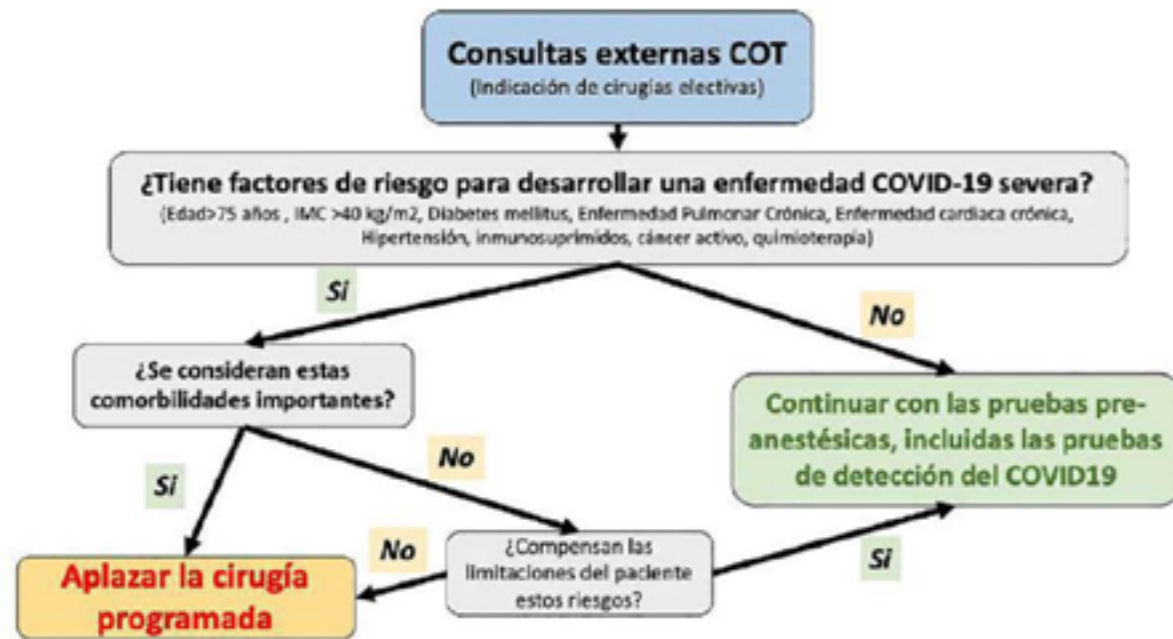 Consultas externas COT
(Indicación de cirugías electivas)
¿Tiene factores de riesgo para desarrollar una enfermedad COVID-19 severa?
(Edad>75 años , IMC >40 kg/m2, Diabetes mellitus, Enfermedad Pulmonar Crónica, Enfermedad cardiaca crónica,
Hipertensión, inmunosuprimidos, cáncer activo, quimioterapia)
Si
No
¿Se consideran estas
comorbilidades importantes?
Continuar con las pruebas pre-
anestésicas, incluidas las pruebas
de detección del COVID19
Si
No
¿Compensan las
limitaciones del paciente
estos riesgos?
No
Si
Aplazar la cirugía
programada